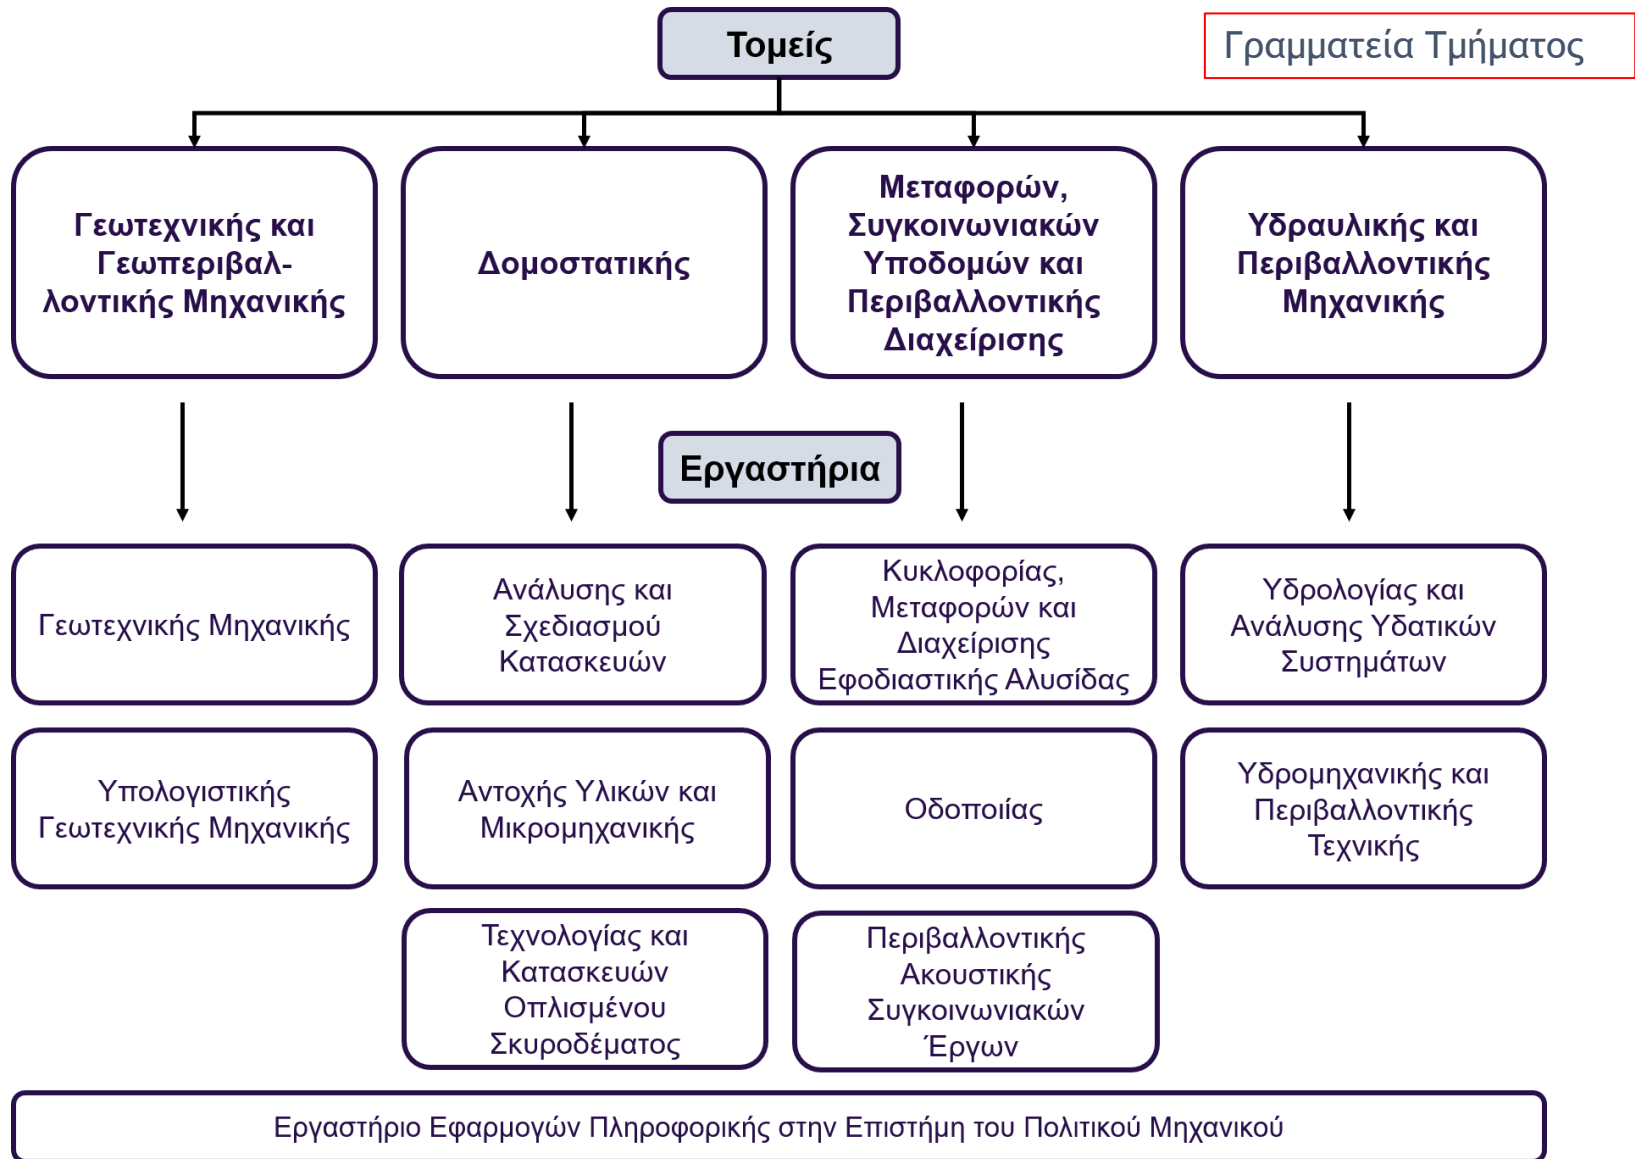 Τομείς
Γραμματεία Τμήματος
Γεωτεχνικής και
Γεωπεριβαλ-
λοντικής Μηχανικής
Δομοστατικής
Μεταφορών,
Συγκοινωνιακών
Υποδομών και
Περιβαλλοντικής
Διαχείρισης
Υδραυλικής και
Περιβαλλοντικής
Μηχανικής
Εργαστήρια
Γεωτεχνικής Μηχανικής
Ανάλυσης και
Σχεδιασμού
Κατασκευών
Κυκλοφορίας,
Μεταφορών και
Διαχείρισης
Εφοδιαστικής Αλυσίδας
Υδρολογίας και
Ανάλυσης Υδατικών
Συστημάτων
Υπολογιστικής
Γεωτεχνικής Μηχανικής
Αντοχής Υλικών και
Μικρομηχανικής
Οδοποιίας
Υδρομηχανικής και
Περιβαλλοντικής
Τεχνικής
Τεχνολογίας και
Κατασκευών
Οπλισμένου
Σκυροδέματος
Περιβαλλοντικής
Ακουστικής
Συγκοινωνιακών
Έργων
Εργαστήριο Εφαρμογών Πληροφορικής στην Επιστήμη του Πολιτικού Μηχανικού